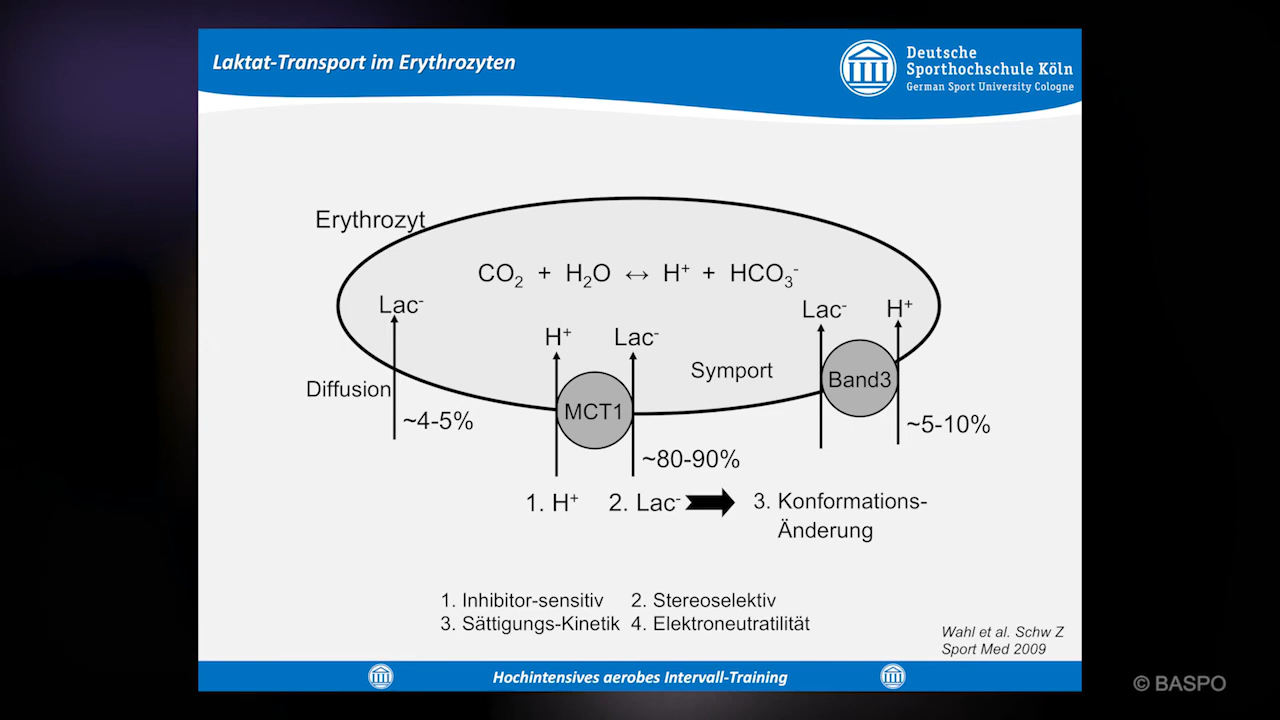 Laktat-Transport im Erythrozyten
Deutsche
Sporthochschule Köln
German Sport University Cologne
Erythrozyt
CO₂ + H₂O ↔ H⁺ + HCO₃⁻
Lac⁻
Lac⁻
H⁺
H⁺
Lac⁻
Symport
Band3
Diffusion
MCT1
~4-5%
~5-10%
~80-90%
1. H⁺
2. Lac⁻
3. Konformations-
Änderung
1. Inhibitor-sensitiv 2. Stereoselektiv
3. Sättigungs-Kinetik 4. Elektroneutratilität
Wahl et al. Schw Z
Sport Med 2009
Hochintensives aerobes Intervall-Training
© BASPO